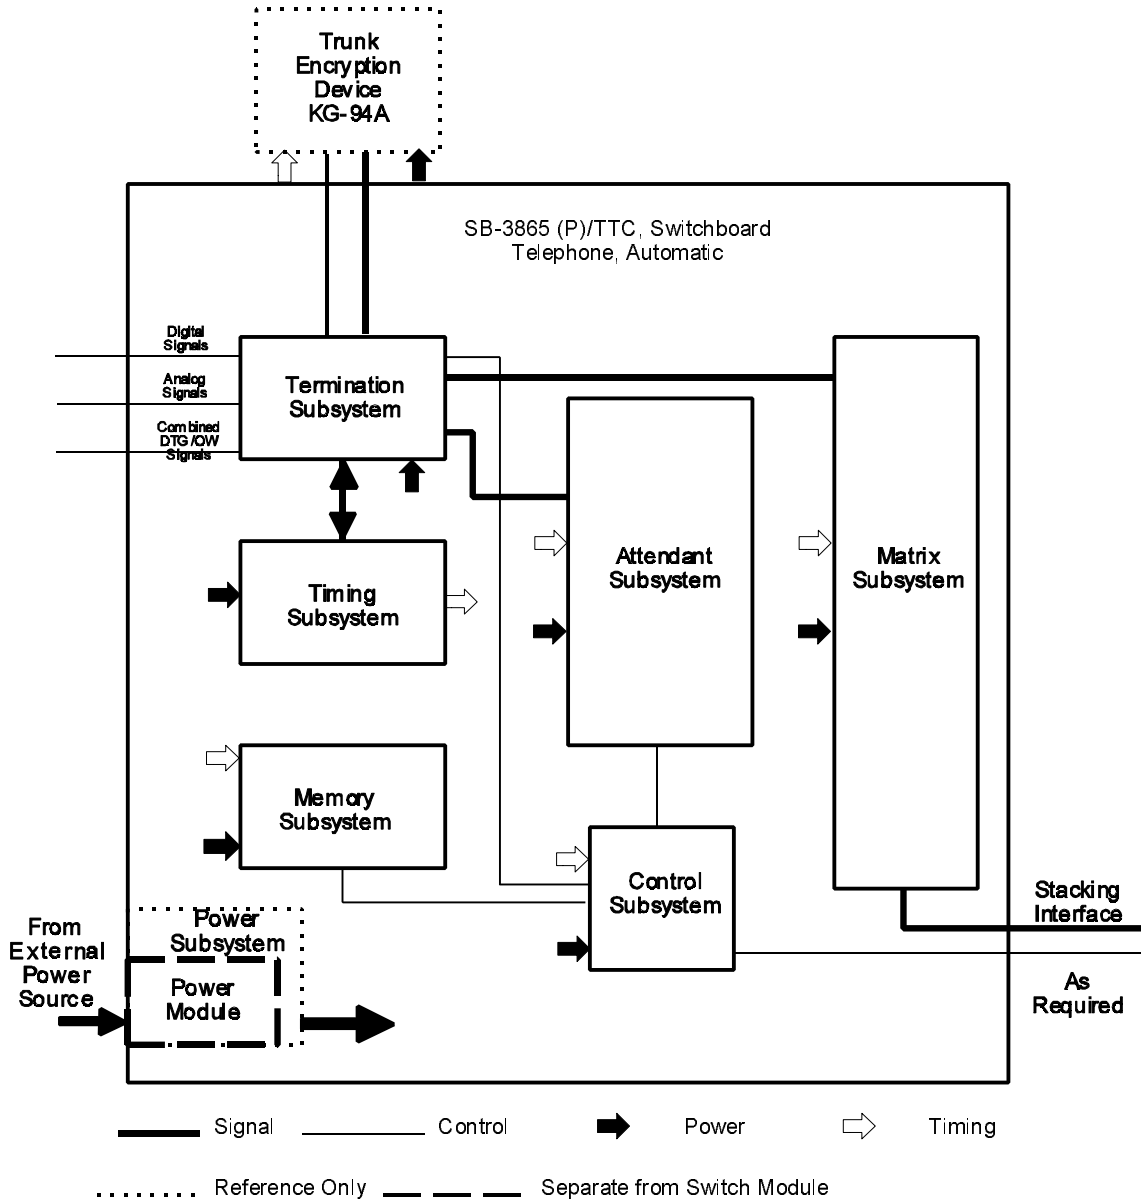 Trunk
Encryption
Device
KG-94A
SB-3865 (P)/TTC, Switchboard
Telephone, Automatic
Digital
Signals
Analog
Signals
Combined
DTG/OW
Signals
Termination
Subsystem
Attendant
Subsystem
Matrix
Subsystem
Timing
Subsystem
Memory
Subsystem
Control
Subsystem
Stacking
Interface
As
Required
Power
Subsystem
Power
Module
From
External
Power
Source
Signal
Control
Power
Timing
Reference Only
Separate from Switch Module